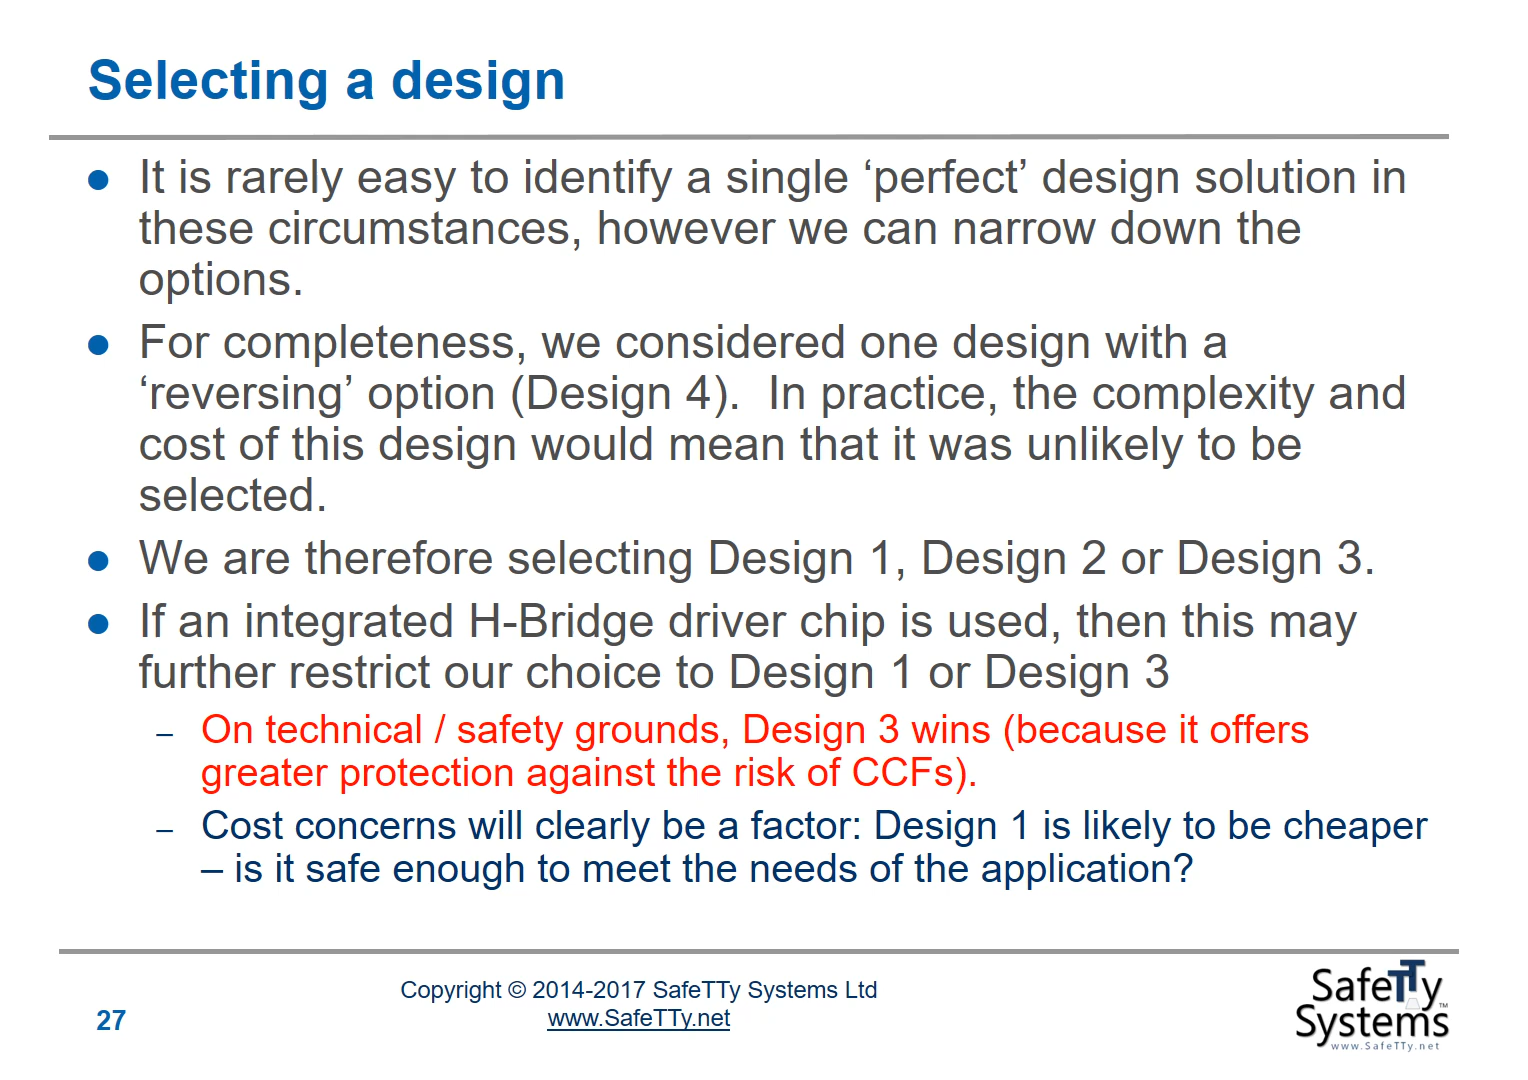 Selecting a design
● It is rarely easy to identify a single ‘perfect’ design solution in
these circumstances, however we can narrow down the
options.
● For completeness, we considered one design with a
‘reversing’ option (Design 4).  In practice, the complexity and
cost of this design would mean that it was unlikely to be
selected.
● We are therefore selecting Design 1, Design 2 or Design 3.
● If an integrated H-Bridge driver chip is used, then this may
further restrict our choice to Design 1 or Design 3
– On technical / safety grounds, Design 3 wins (because it offers
greater protection against the risk of CCFs).
– Cost concerns will clearly be a factor: Design 1 is likely to be cheaper
– is it safe enough to meet the needs of the application?
27
Copyright © 2014-2017 SafeTTy Systems Ltd
www.SafeTTy.net
SafeTTy
Systems™
www.SafeTTy.net